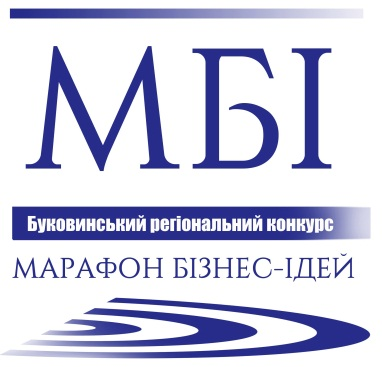 МБІ
Буковинський регіональний конкурс
МАРАФОН БІЗНЕС-ІДЕЙ